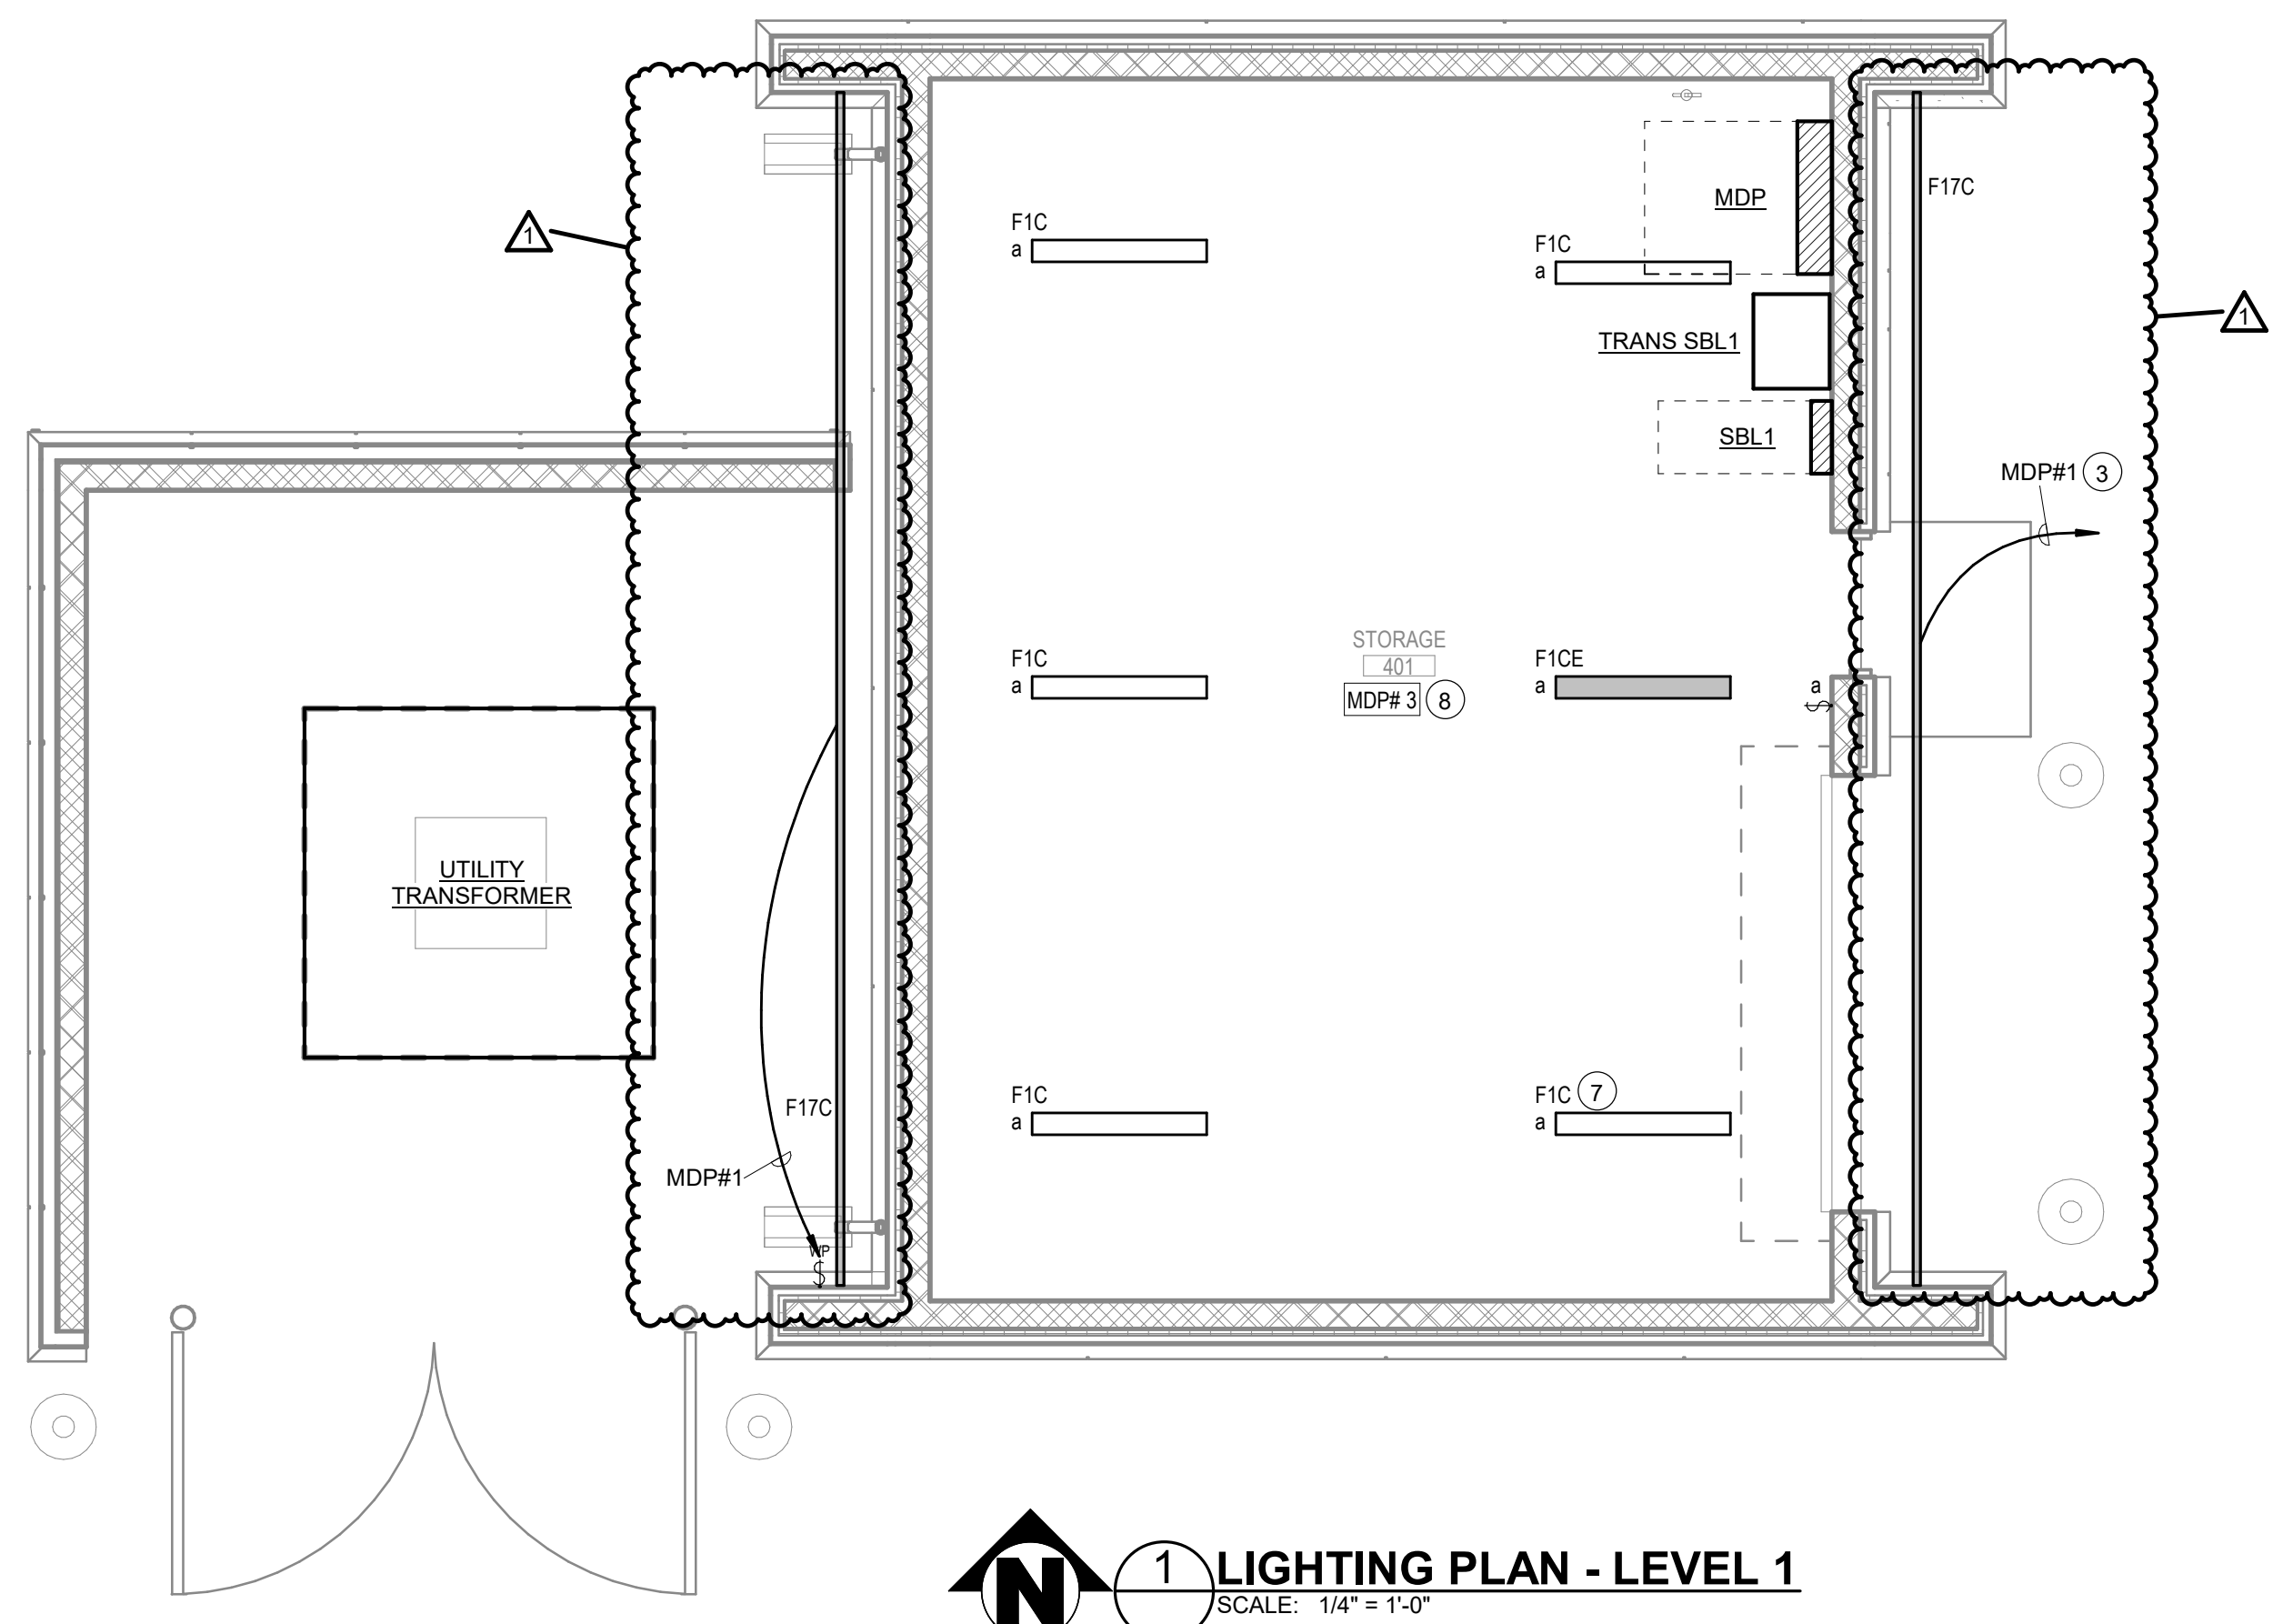 F17C
MDP
F1C
a
F1C
a
1
1
TRANS SBL1
SBL1
MDP#1 3
STORAGE
401
MDP# 3 8
F1C
a
F1CE
a
a
$
UTILITY
TRANSFORMER
F17C
F1C
a
F1C 7
a
MDP#1
WP
$
N
1 LIGHTING PLAN - LEVEL 1
SCALE: 1/4" = 1'-0"